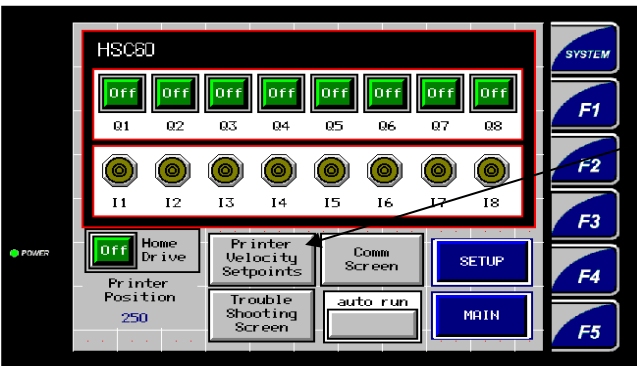 HSC60
Off Off Off Off Off Off Off Off
Q1 Q2 Q3 Q4 Q5 Q6 Q7 Q8
I1 I2 I3 I4 I5 I6 I7 I8
Off
Home
Drive
Printer
Position
250
Printer
Velocity
Setpoints
Comm
Screen
SETUP
Trouble
Shooting
Screen
auto run
MAIN
POWER
SYSTEM
F1
F2
F3
F4
F5